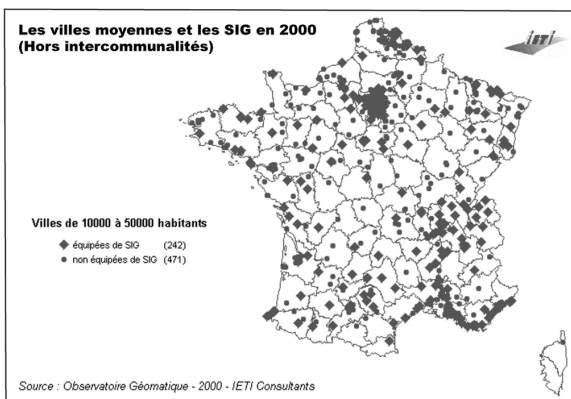 Les villes moyennes et les SIG en 2000
(Hors intercommunalités)
IETI
Villes de 10000 à 50000 habitants
équipées de SIG (242)
non équipées de SIG (471)
Source : Observatoire Géomatique - 2000 - IETI Consultants